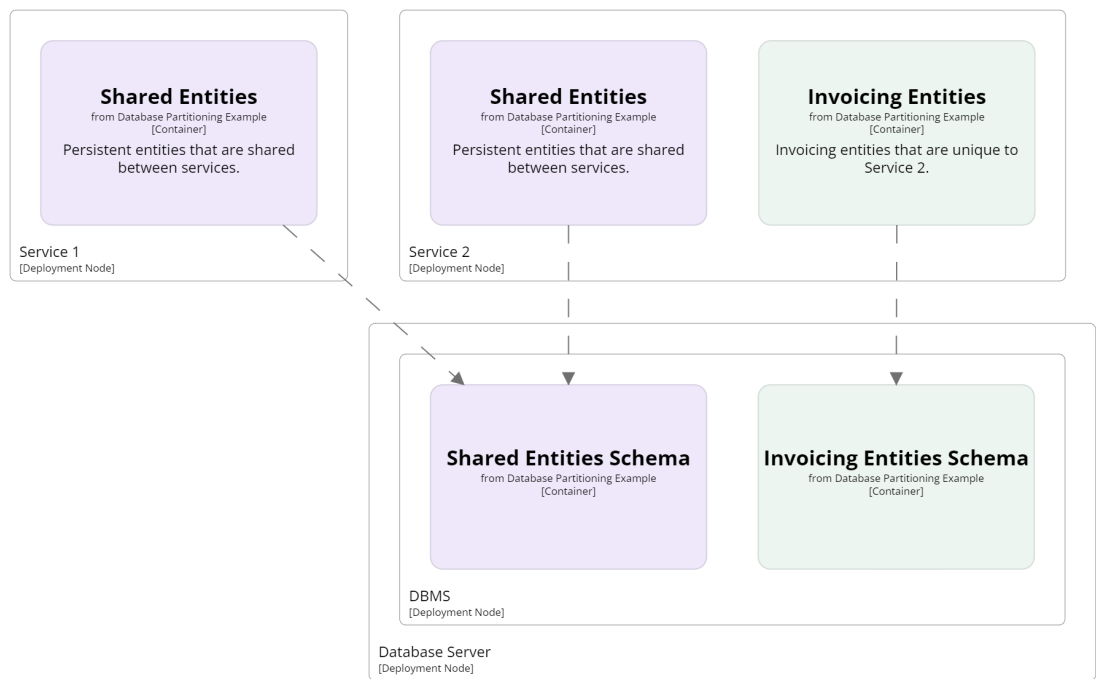 Shared Entities
from Database Partitioning Example
[Container]
Persistent entities that are shared
between services.
Service 1
[Deployment Node]
Shared Entities
from Database Partitioning Example
[Container]
Persistent entities that are shared
between services.
Invoicing Entities
from Database Partitioning Example
[Container]
Invoicing entities that are unique to
Service 2.
Service 2
[Deployment Node]
Shared Entities Schema
from Database Partitioning Example
[Container]
Invoicing Entities Schema
from Database Partitioning Example
[Container]
DBMS
[Deployment Node]
Database Server
[Deployment Node]